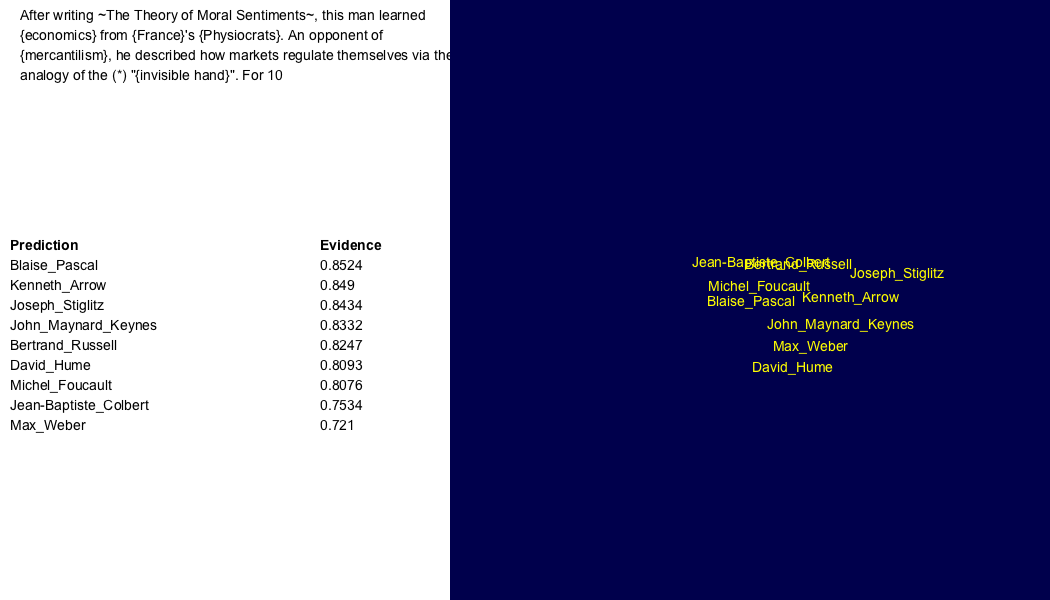 After writing ~The Theory of Moral Sentiments~, this man learned
{economics} from {France}'s {Physiocrats}. An opponent of
{mercantilism}, he described how markets regulate themselves via the
analogy of the (*) "{invisible hand}". For 10
Prediction Evidence
Blaise_Pascal 0.8524
Kenneth_Arrow 0.849
Joseph_Stiglitz 0.8434
John_Maynard_Keynes 0.8332
Bertrand_Russell 0.8247
David_Hume 0.8093
Michel_Foucault 0.8076
Jean-Baptiste_Colbert 0.7534
Max_Weber 0.721
Jean-Baptiste_Colbert
Bertrand_Russell
Joseph_Stiglitz
Michel_Foucault
Kenneth_Arrow
Blaise_Pascal
John_Maynard_Keynes
Max_Weber
David_Hume